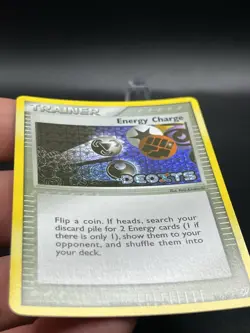 TRAINER
Energy Charge
DEOXYS
Flip a coin. If heads, search your
discard pile for 2 Energy cards (1 if
there is only 1), show them to your
opponent, and shuffle them into
your deck.